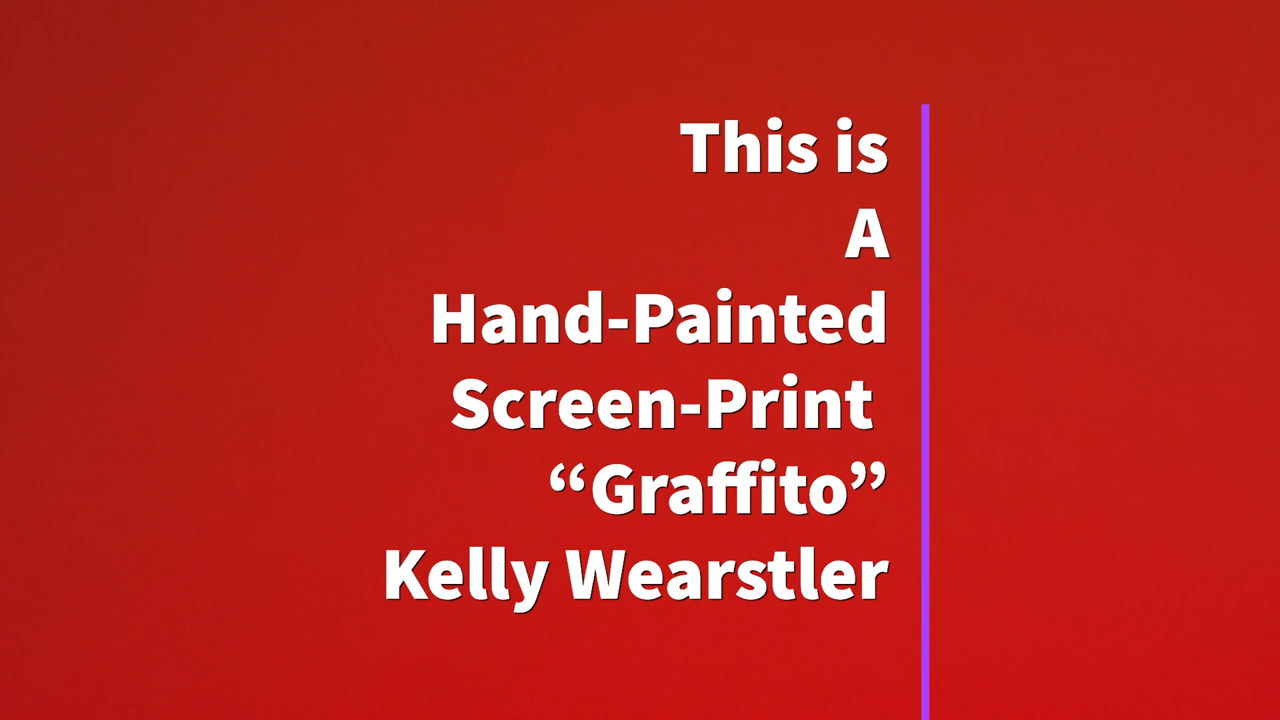 This is
A
Hand-Painted
Screen-Print
“Graffito”
Kelly Wearstler